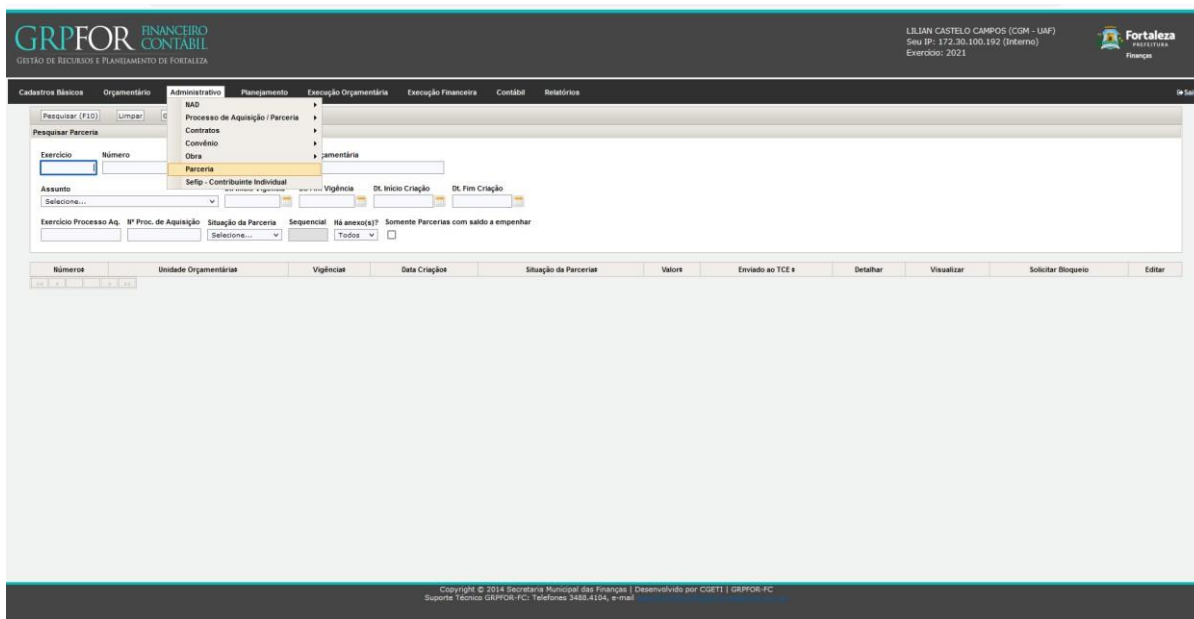 GRPFOR FINANCEIRO CONTÁBIL
GESTÃO DE RECURSOS E PLANEJAMENTO DE FORTALEZA
LILIAN CASTELO CAMPOS (CGM - UAF)
Seu IP: 172.30.100.192 (Interno)
Exercício: 2021
Fortaleza
PREFEITURA
Finanças
Cadastros Básicos Orçamentário Administrativo Planejamento Execução Orçamentária Execução Financeira Contábil Relatórios Sai
NAD
Processo de Aquisição / Parceria
Contratos
Convênio
Obra
Parceria
Sefip - Contribuinte Individual
Pesquisar (F10) Limpar
Pesquisar Parceria
Exercício Número
Assunto Vigência Dt. Início Criação Dt. Fim Criação
Selecione...
Exercício Processo Aq. Nº Proc. de Aquisição Situação da Parceria Sequencial Há anexo(s)? Somente Parcerias com saldo a empenhar
Selecione... Todos
Número Unidade Orçamentária Vigência Data Criação Situação da Parceria Valor Enviado ao TCE Detalhar Visualizar Solicitar Bloqueio Editar
Copyright © 2014 Secretaria Municipal das Finanças | Desenvolvido por CGETI | GRPFOR-FC
Suporte Técnico GRPFOR-FC: Telefones 3488.4104, e-mail